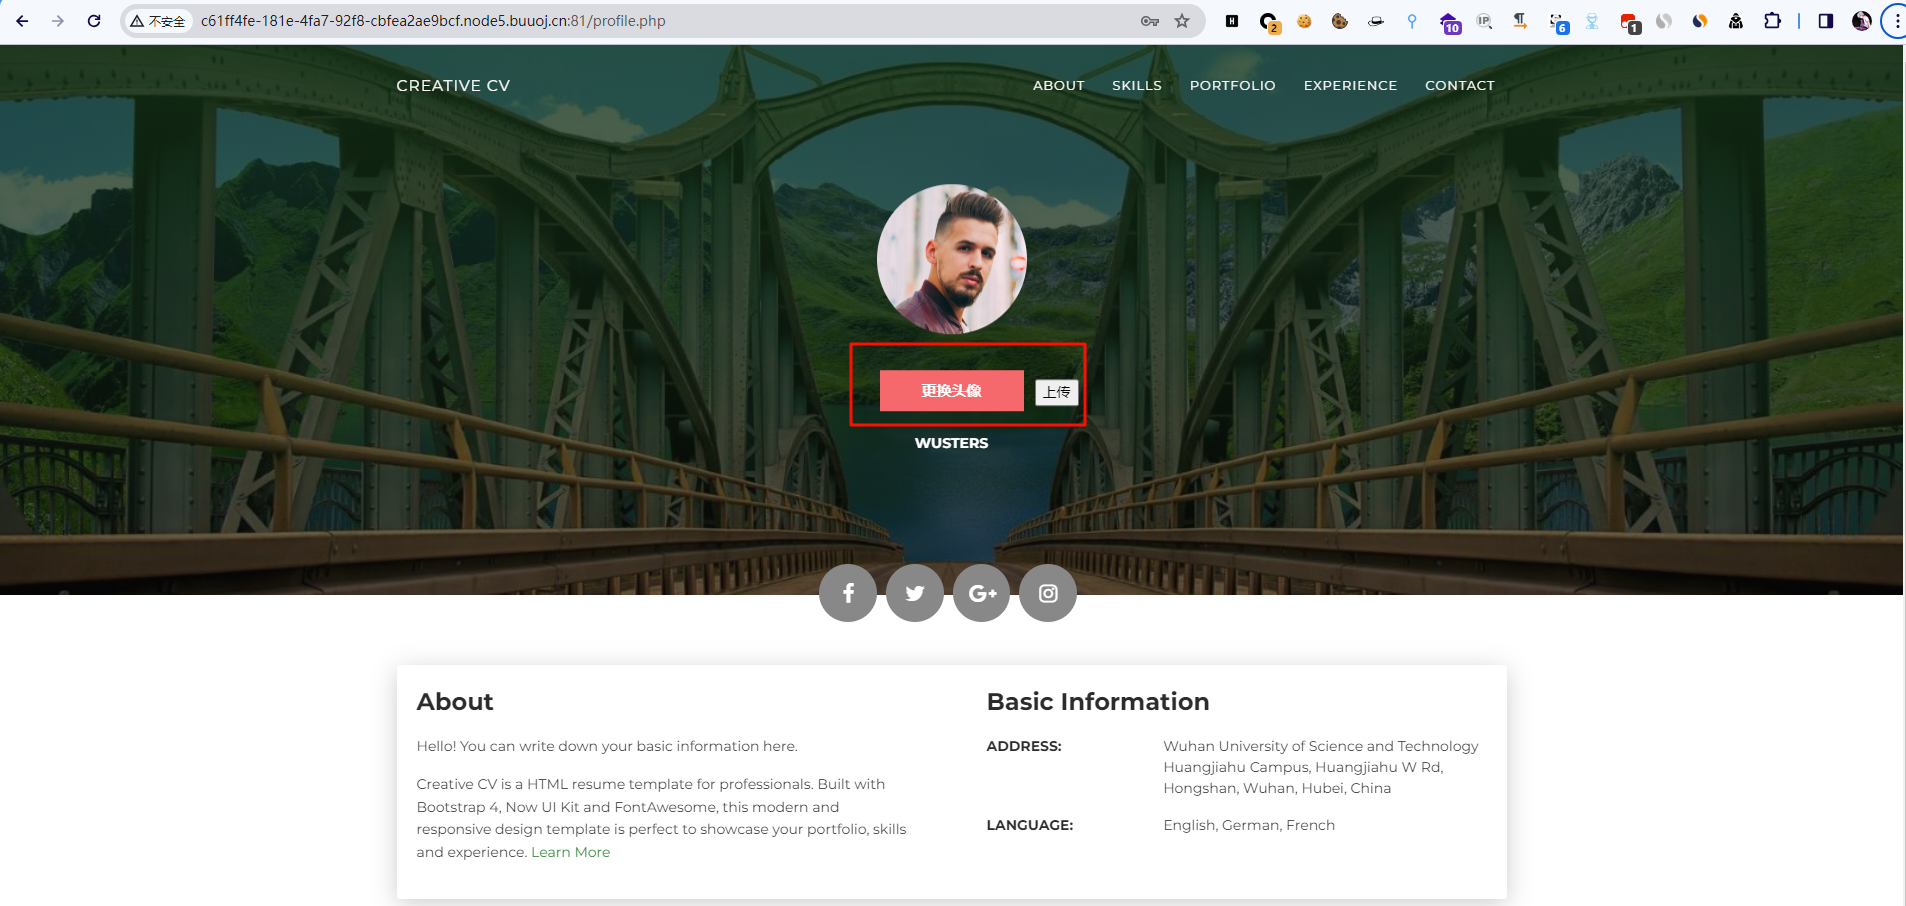 不安全 c61ff4fe-181e-4fa7-92f8-cbfea2ae9bcf.node5.buuoj.cn:81/profile.php
2
10
6
1
CREATIVE CV ABOUT SKILLS PORTFOLIO EXPERIENCE CONTACT
更换头像 上传
WUSTERS
About
Hello! You can write down your basic information here.
Creative CV is a HTML resume template for professionals. Built with
Bootstrap 4, Now UI Kit and FontAwesome, this modern and
responsive design template is perfect to showcase your portfolio, skills
and experience. Learn More
Basic Information
ADDRESS: Wuhan University of Science and Technology
Huangjiahu Campus, Huangjiahu W Rd,
Hongshan, Wuhan, Hubei, China
LANGUAGE: English, German, French